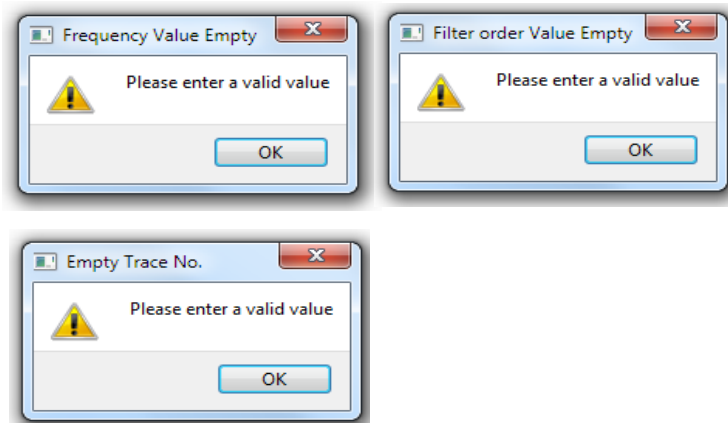 Frequency Value Empty
Please enter a valid value
OK
Filter order Value Empty
Please enter a valid value
OK
Empty Trace No.
Please enter a valid value
OK